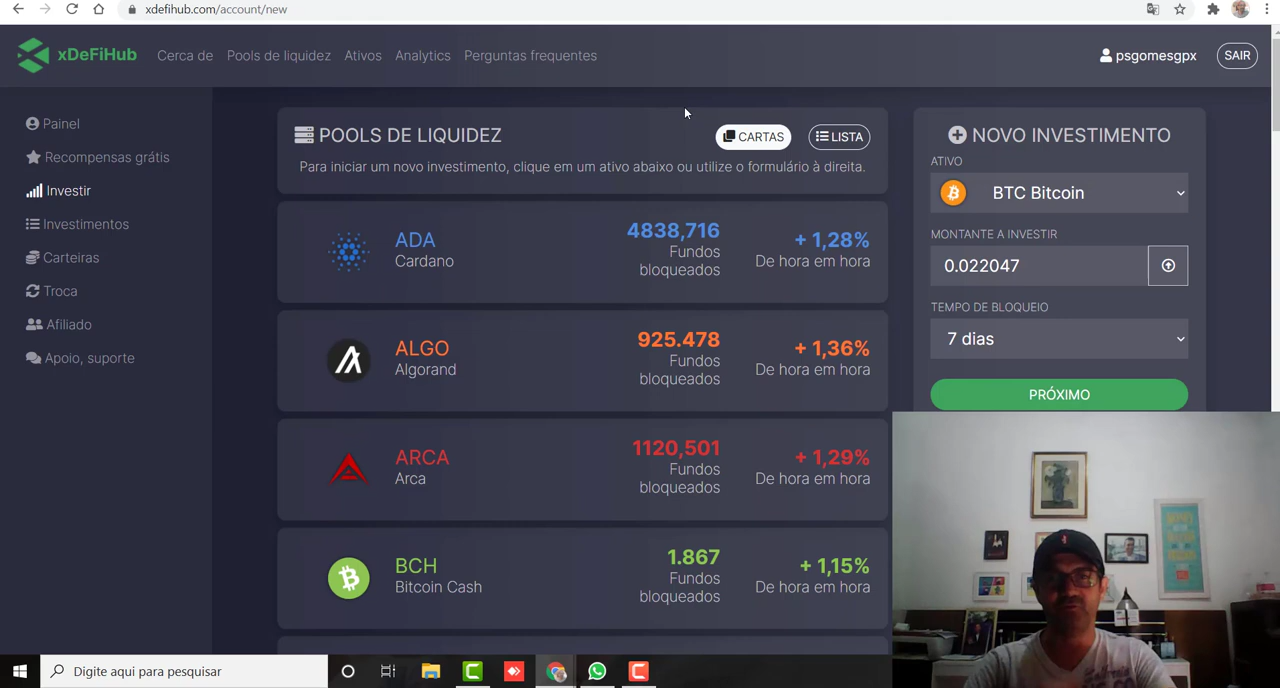 xdefihub.com/account/new
xDeFiHub
Cerca de
Pools de liquidez
Ativos
Analytics
Perguntas frequentes
psgomesgpx
SAIR
Painel
Recompensas grátis
Investir
Investimentos
Carteiras
Troca
Afiliado
Apoio, suporte
POOLS DE LIQUIDEZ
CARTAS
LISTA
Para iniciar um novo investimento, clique em um ativo abaixo ou utilize o formulário à direita.
ADA
Cardano
4838,716
Fundos
bloqueados
+ 1,28%
De hora em hora
ALGO
Algorand
925.478
Fundos
bloqueados
+ 1,36%
De hora em hora
ARCA
Arca
1120,501
Fundos
bloqueados
+ 1,29%
De hora em hora
BCH
Bitcoin Cash
1.867
Fundos
bloqueados
+ 1,15%
De hora em hora
NOVO INVESTIMENTO
ATIVO
BTC Bitcoin
MONTANTE A INVESTIR
0.022047
TEMPO DE BLOQUEIO
7 dias
PRÓXIMO
Digite aqui para pesquisar